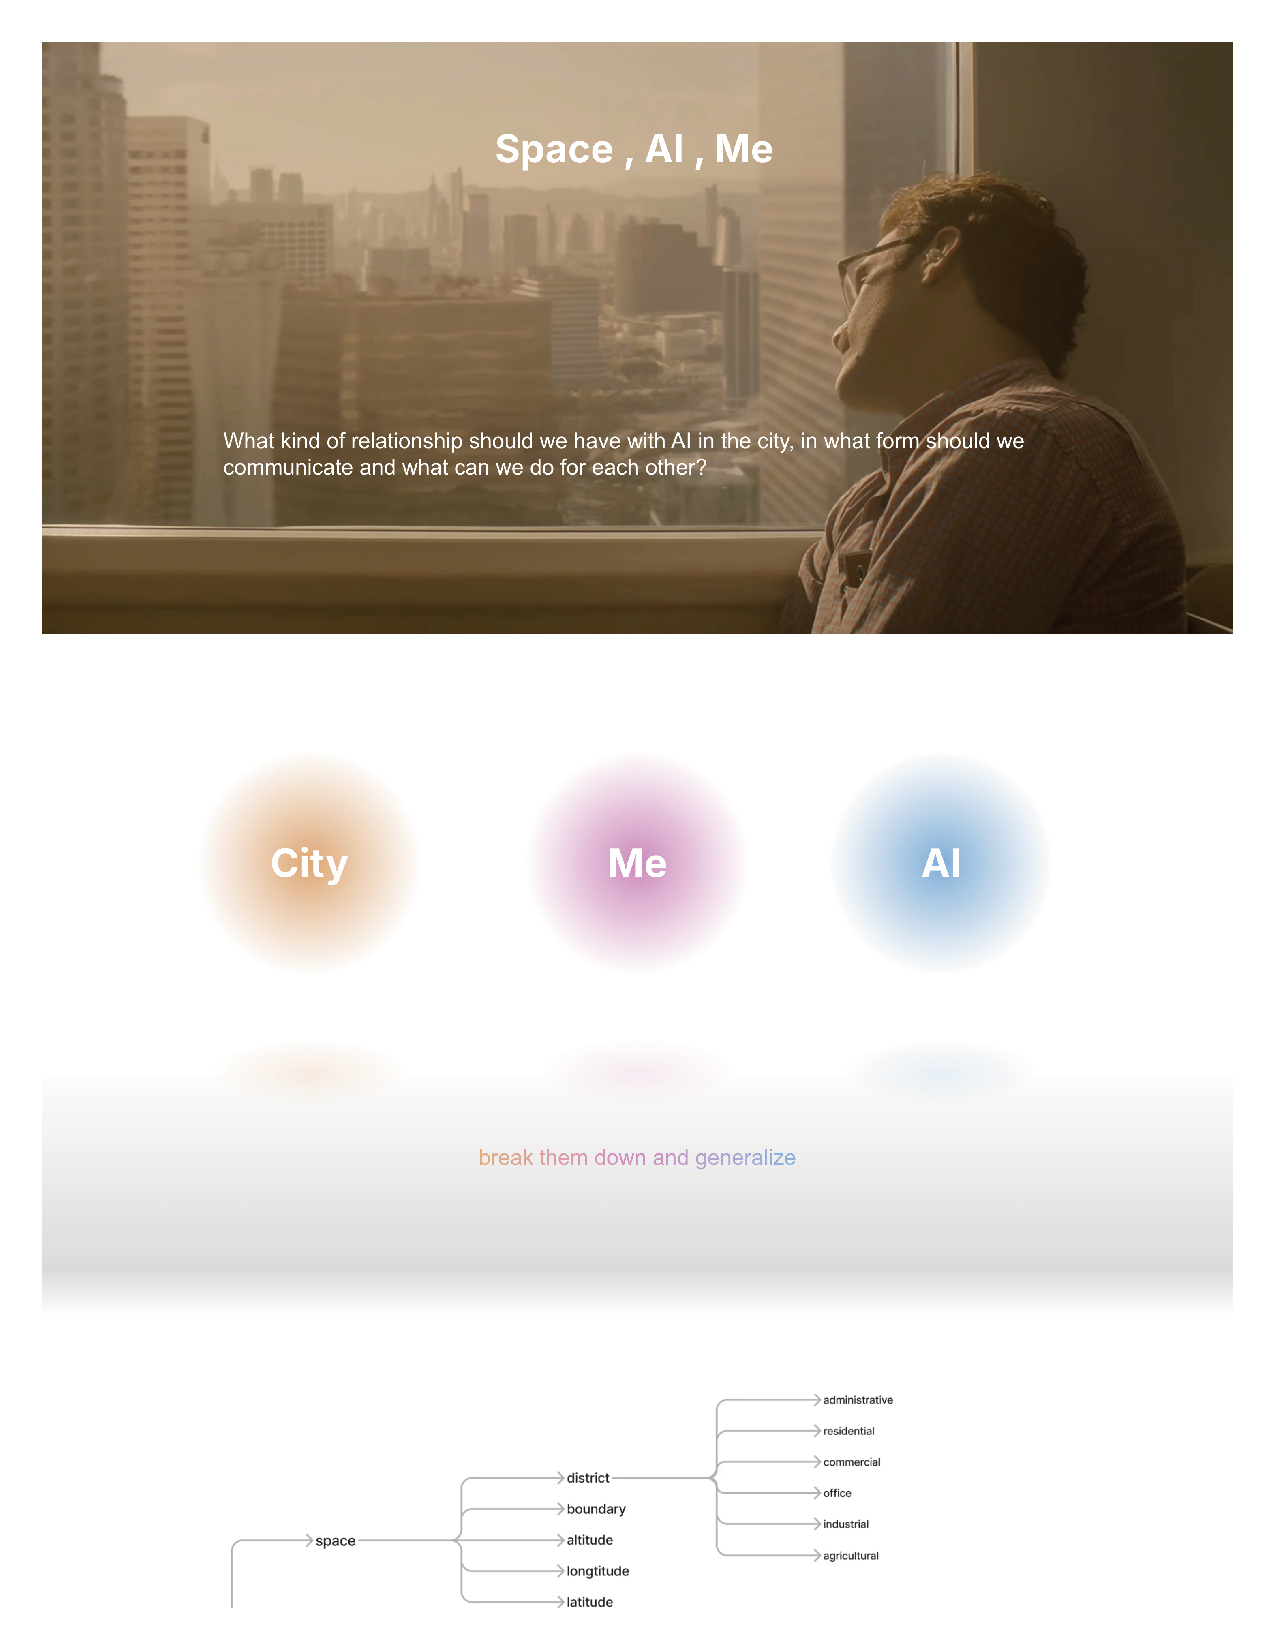 Space , AI , Me
What kind of relationship should we have with AI in the city, in what form should we
communicate and what can we do for each other?
City
Me
AI
break them down and generalize
administrative
residential
commercial
district
office
boundary
industrial
space
altitude
agricultural
longtitude
latitude